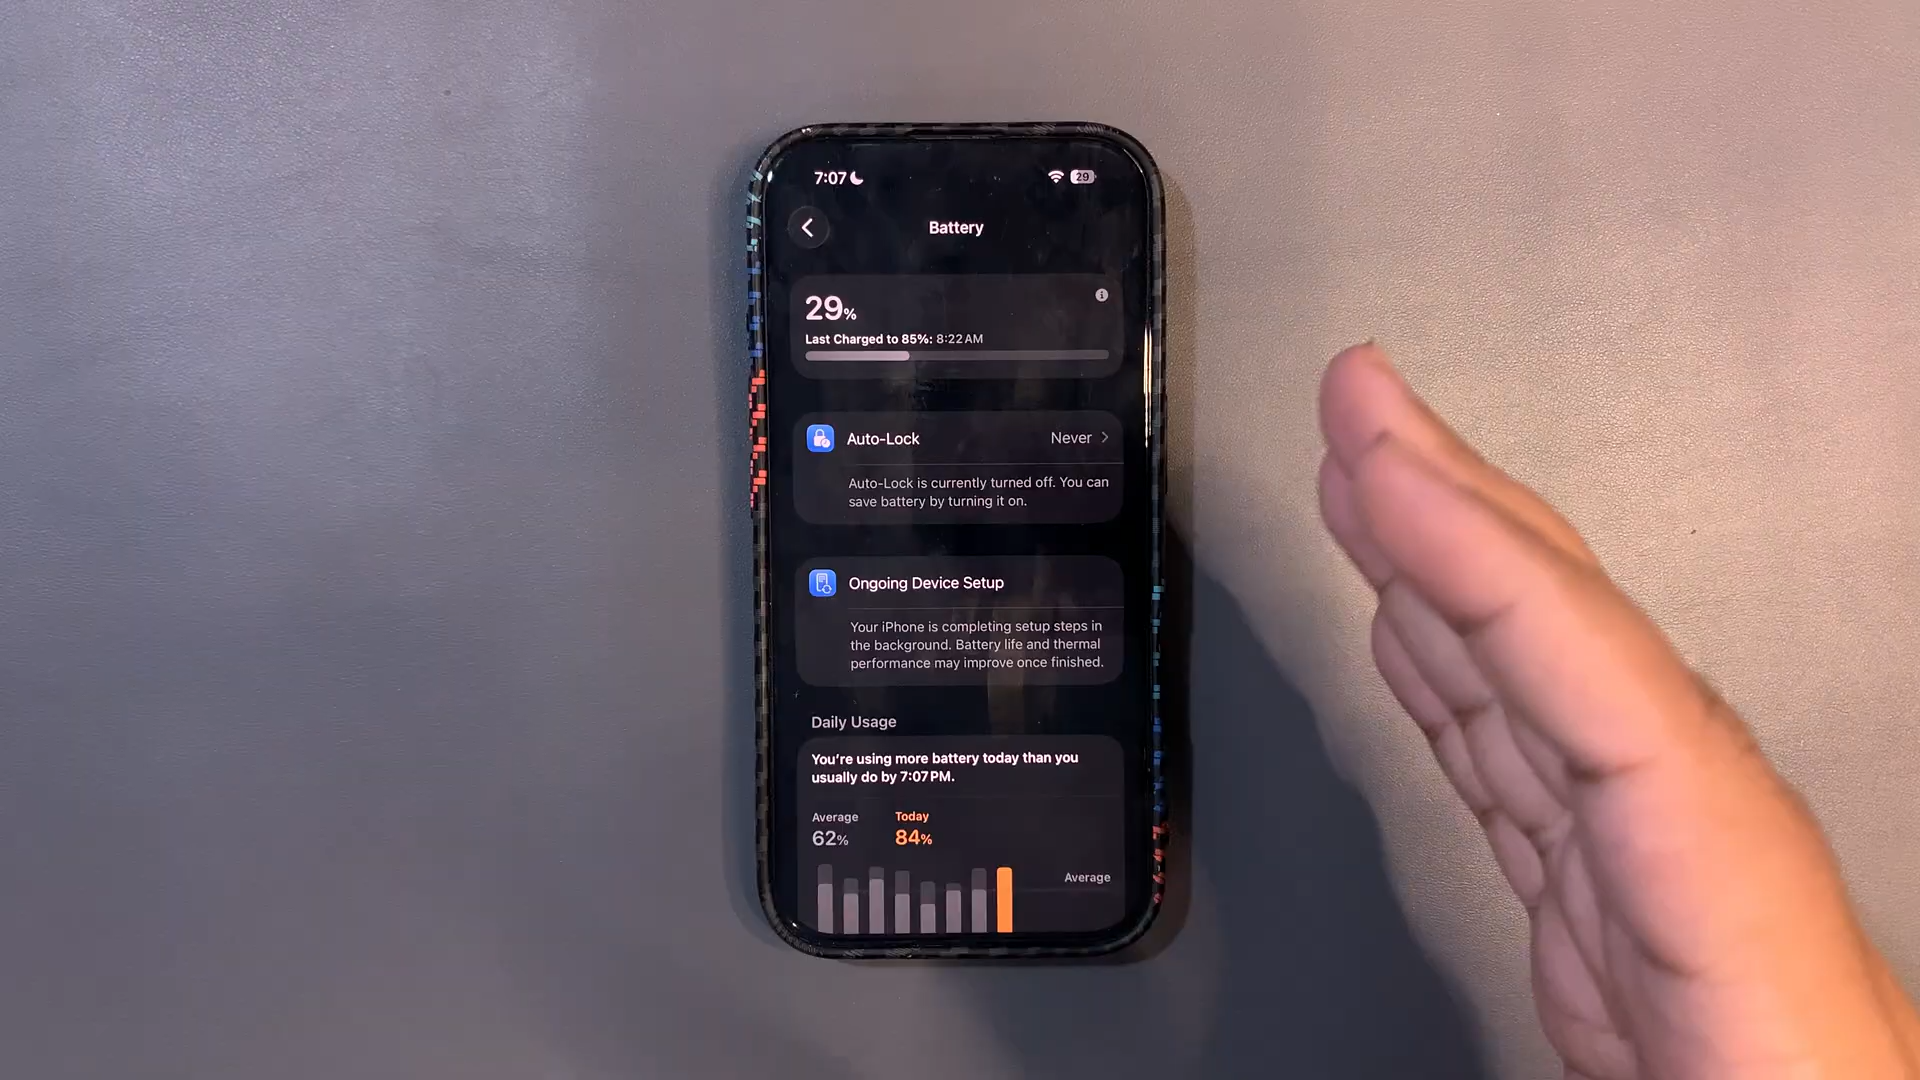 7:07
29
Battery
29%
Last Charged to 85%: 8:22 AM
Auto-Lock
Never
Auto-Lock is currently turned off. You can
save battery by turning it on.
Ongoing Device Setup
Your iPhone is completing setup steps in
the background. Battery life and thermal
performance may improve once finished.
Daily Usage
You're using more battery today than you
usually do by 7:07 PM.
Average
Today
62%
84%
Average